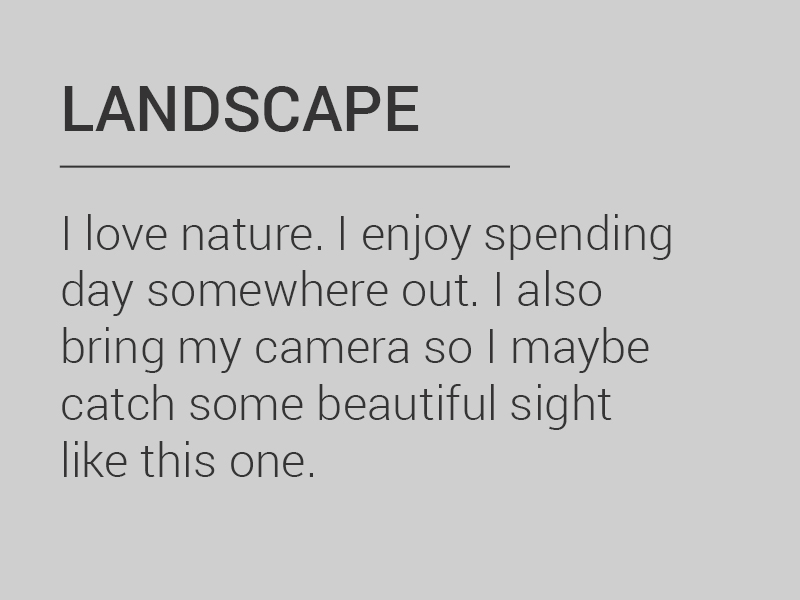 LANDSCAPE
I love nature. I enjoy spending
day somewhere out. I also
bring my camera so I maybe
catch some beautiful sight
like this one.